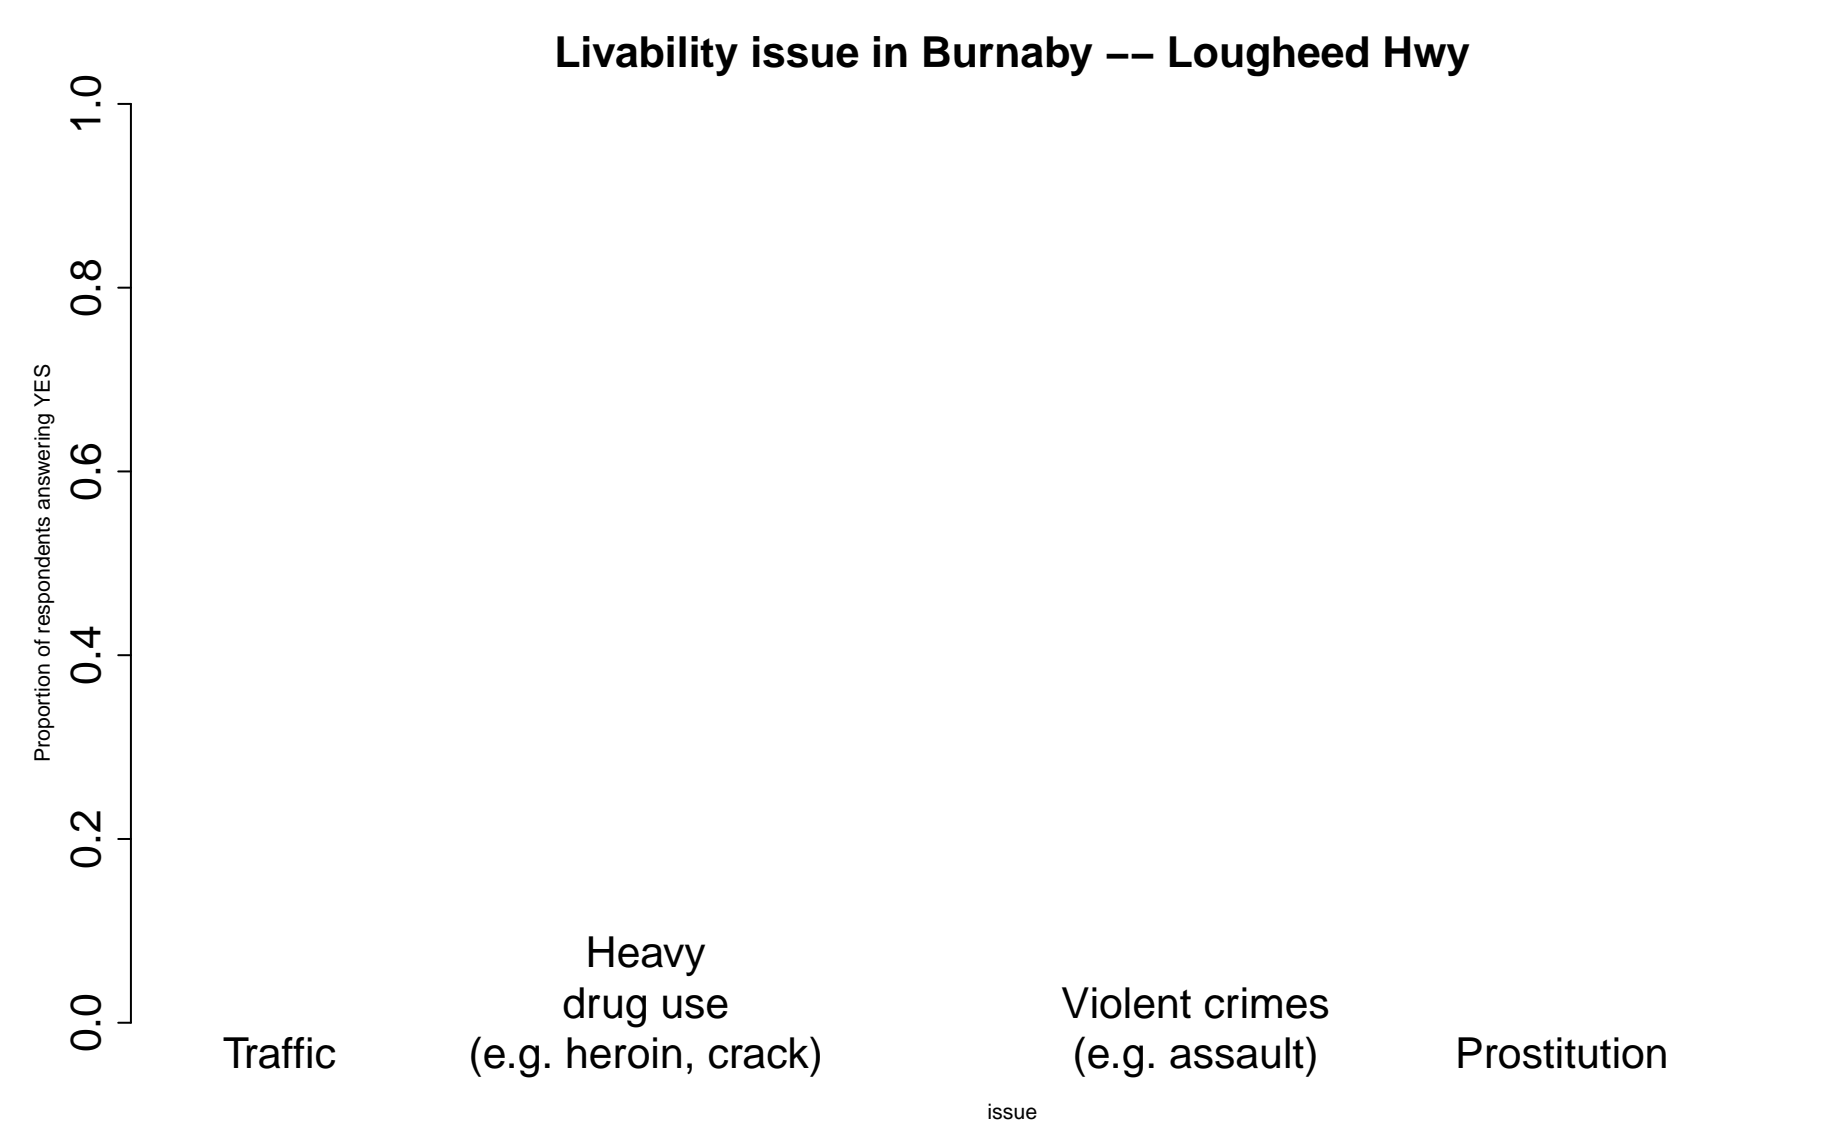 Livability issue in Burnaby −− Lougheed Hwy
1.0
0.8
0.6
0.4
0.2
0.0
Proportion of respondents answering YES
Traffic
Heavy
drug use
(e.g. heroin, crack)
Violent crimes
(e.g. assault)
Prostitution
issue